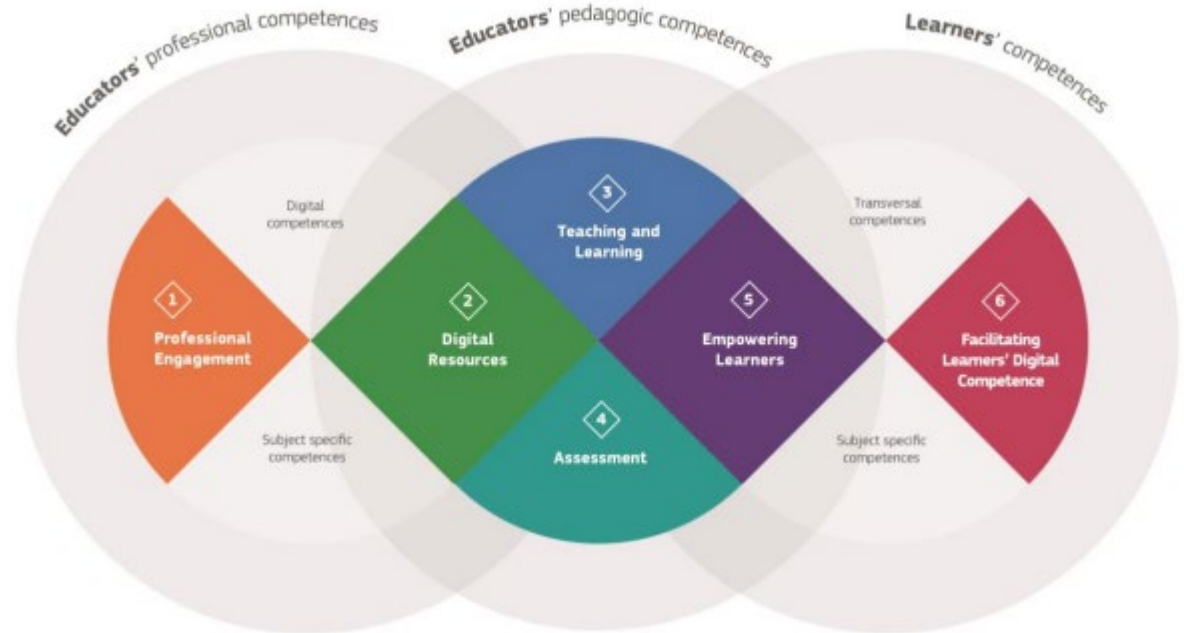 Educators' professional competences
Educators' pedagogic competences
Learners' competences
Digital
competences
Transversal
competences
1
Professional
Engagement
2
Digital
Resources
3
Teaching and
Learning
4
Assessment
5
Empowering
Learners
6
Facilitating
Learners' Digital
Competence
Subject specific
competences
Subject specific
competences